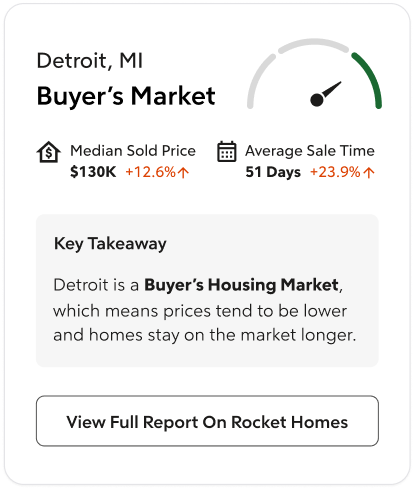 Detroit, MI
Buyer’s Market
Median Sold Price
$130K +12.6%↑
Average Sale Time
51 Days +23.9%↑
Key Takeaway
Detroit is a Buyer’s Housing Market,
which means prices tend to be lower
and homes stay on the market longer.
View Full Report On Rocket Homes